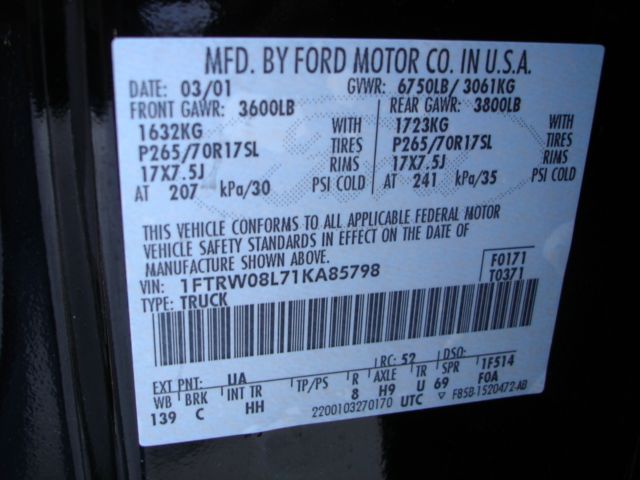 MFD. BY FORD MOTOR CO. IN U.S.A.
DATE: 03/01 GVWR: 6750LB/ 3061KG
FRONT GAWR: 3600LB REAR GAWR: 3800LB
1632KG WITH 1723KG WITH
P265/70R17SL TIRES P265/70R17SL TIRES
17X7.5J RIMS 17X7.5J RIMS
AT 207 kPa/30 PSI COLD AT 241 kPa/35 PSI COLD
THIS VEHICLE CONFORMS TO ALL APPLICABLE FEDERAL MOTOR
VEHICLE SAFETY STANDARDS IN EFFECT ON THE DATE OF
MANUFACTURE SHOWN ABOVE.
VIN: 1FTRW08L71KA85798 F0171
TYPE: TRUCK T0371
EXT PNT: UA RC: 52 DSO:
WB BRK INT TR TP/PS R AXLE TR SPR 1F514
139 C HH 8 H9 U 69 F0A
2200103270170 UTC ▽ F85B-1520472-AB